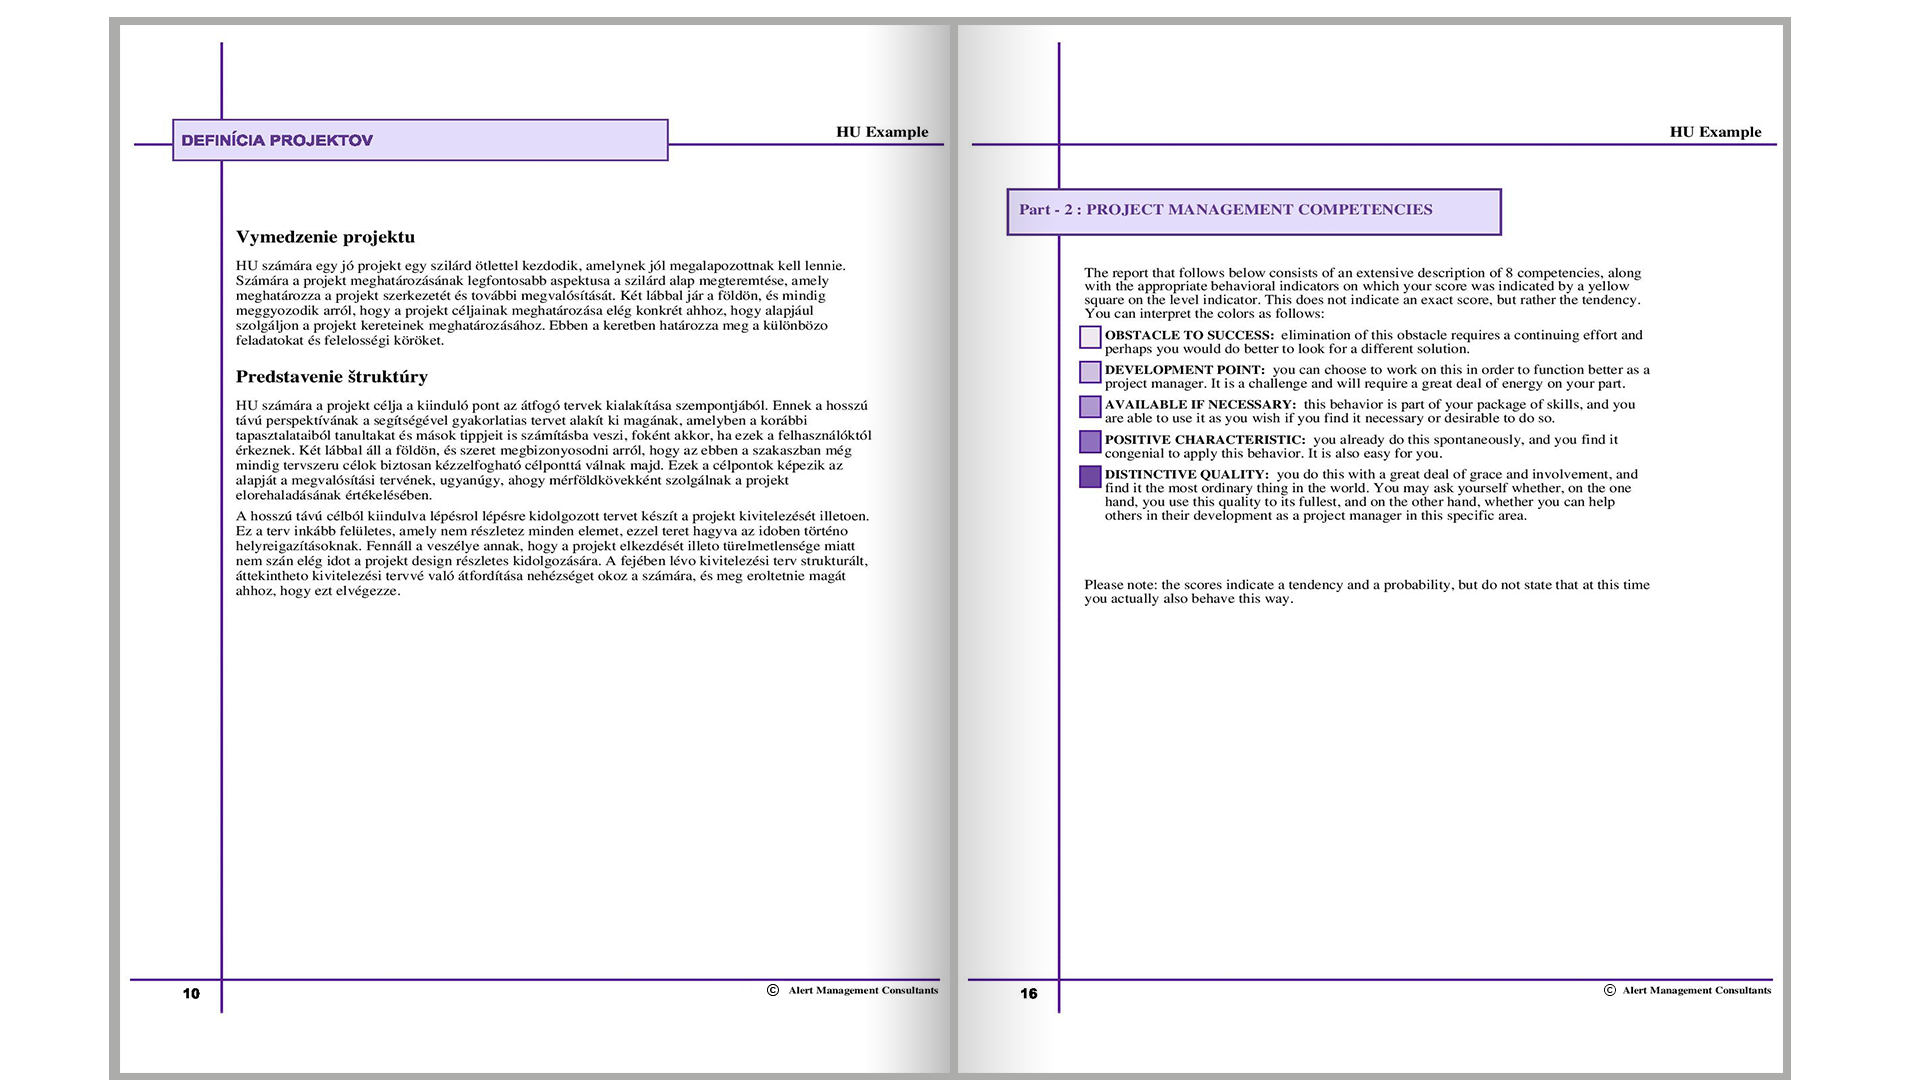 HU Example
DEFINÍCIA PROJEKTOV
Vymedzenie projektu
HU számára egy jó projekt egy szilárd ötlettel kezdodik, amelynek jól megalapozottnak kell lennie.
Számára a projekt meghatározásának legfontosabb aspektusa a szilárd alap megteremtése, amely
meghatározza a projekt szerkezetét és további megvalósítását. Két lábbal jár a földön, és mindig
meggyozodik arról, hogy a projekt céljainak meghatározása elég konkrét ahhoz, hogy alapjául
szolgáljon a projekt kereteinek meghatározásához. Ebben a keretben határozza meg a különbözo
feladatokat és felelosségi köröket.
Predstavenie štruktúry
HU számára a projekt célja a kiinduló pont az átfogó tervek kialakítása szempontjából. Ennek a hosszú
távú perspektívának a segítségével gyakorlatias tervet alakít ki magának, amelyben a korábbi
tapasztalataiból tanultakat és mások tippjeit is számításba veszi, foként akkor, ha ezek a felhasználóktól
érkeznek. Két lábbal áll a földön, és szeret megbizonyosodni arról, hogy az ebben a szakaszban még
mindig tervszeru célok biztosan kézzelfogható célponttá válnak majd. Ezek a célpontok képezik az
alapját a megvalósítási tervének, ugyanúgy, ahogy mérföldkövekként szolgálnak a projekt
elorehaladásának értékelésében.
A hosszú távú célból kiindulva lépésrol lépésre kidolgozott tervet készít a projekt kivitelezését illetoen.
Ez a terv inkább felületes, amely nem részletez minden elemet, ezzel teret hagyva az idoben történo
helyreigazításoknak. Fennáll a veszélye annak, hogy a projekt elkezdését illeto türelmetlensége miatt
nem szán elég idot a projekt design részletes kidolgozására. A fejében lévo kivitelezési terv strukturált,
áttekintheto kivitelezési tervvé való átfordítása nehézséget okoz a számára, és meg eroltetnie magát
ahhoz, hogy ezt elvégezze.
10
© Alert Management Consultants
HU Example
Part - 2 : PROJECT MANAGEMENT COMPETENCIES
The report that follows below consists of an extensive description of 8 competencies, along
with the appropriate behavioral indicators on which your score was indicated by a yellow
square on the level indicator. This does not indicate an exact score, but rather the tendency.
You can interpret the colors as follows:
OBSTACLE TO SUCCESS: elimination of this obstacle requires a continuing effort and
perhaps you would do better to look for a different solution.
DEVELOPMENT POINT: you can choose to work on this in order to function better as a
project manager. It is a challenge and will require a great deal of energy on your part.
AVAILABLE IF NECESSARY: this behavior is part of your package of skills, and you
are able to use it as you wish if you find it necessary or desirable to do so.
POSITIVE CHARACTERISTIC: you already do this spontaneously, and you find it
congenial to apply this behavior. It is also easy for you.
DISTINCTIVE QUALITY: you do this with a great deal of grace and involvement, and
find it the most ordinary thing in the world. You may ask yourself whether, on the one
hand, you use this quality to its fullest, and on the other hand, whether you can help
others in their development as a project manager in this specific area.
Please note: the scores indicate a tendency and a probability, but do not state that at this time
you actually also behave this way.
16
© Alert Management Consultants